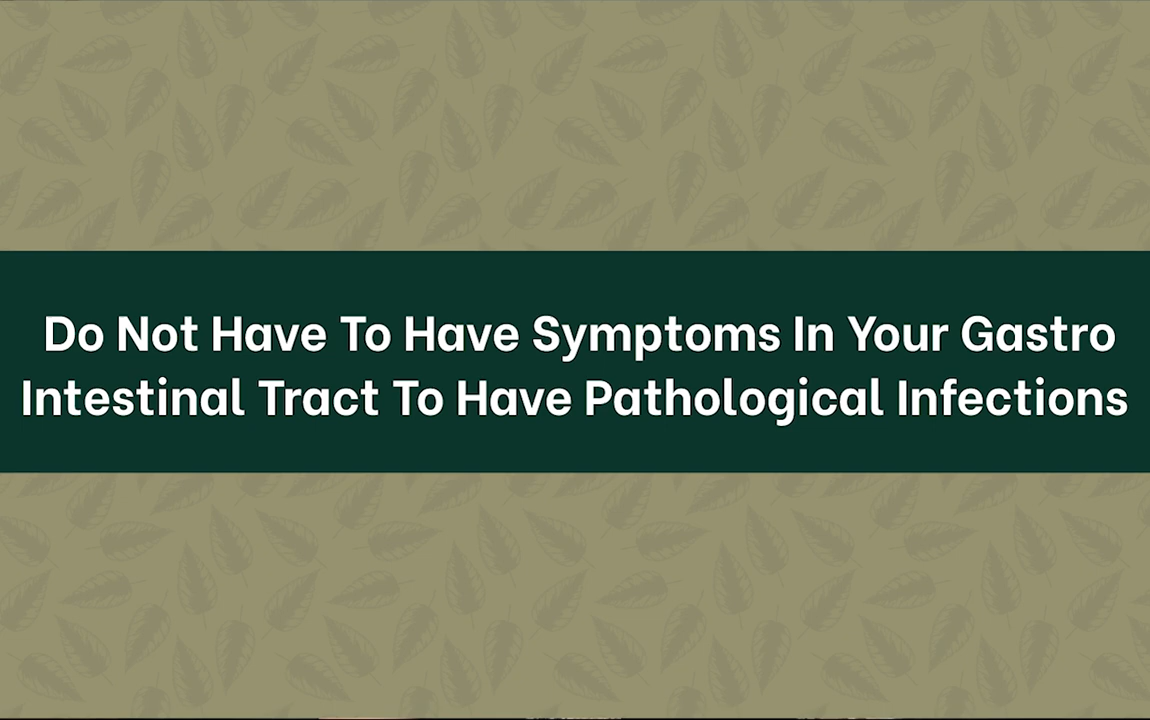 Do Not Have To Have Symptoms In Your Gastro
Intestinal Tract To Have Pathological Infections